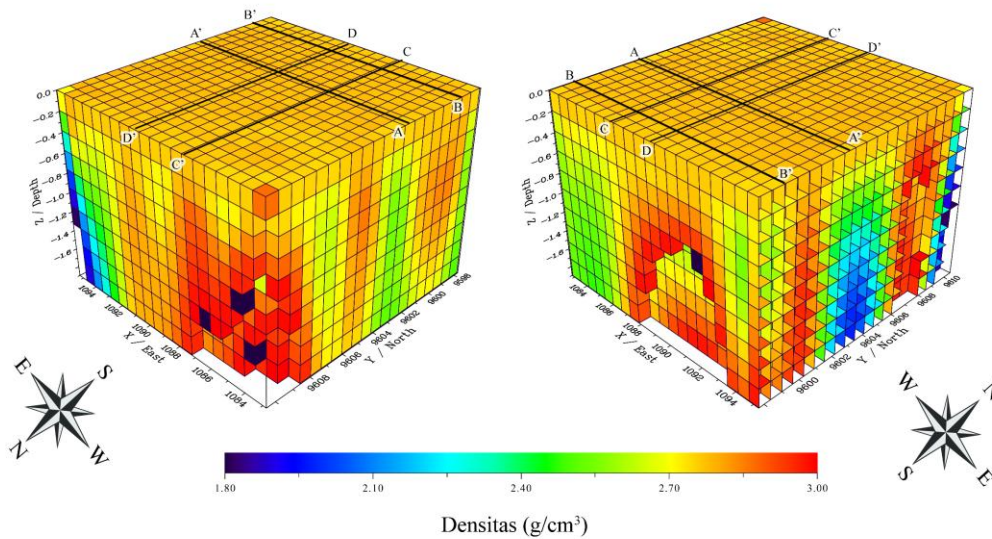 B'
A'
D
C
0.0
-0.2
-0.4
-0.6
-0.8
-1.0
-1.2
-1.4
-1.6
Z / Depth
D'
C'
A
B
1094
1092
1090
1088
1086
1084
X / East
9598
9600
9602
9604
9606
9608
Y / North
E
S
N
W
C'
D'
A
B
0.0
-0.2
-0.4
-0.6
-0.8
-1.0
-1.2
-1.4
-1.6
Z / Depth
C
D
A'
B'
1084
1086
1088
1090
1092
1094
X / East
9610
9608
9606
9604
9602
9600
Y / North
W
N
S
E
1.80
2.10
2.40
2.70
3.00
Densitas (g/cm³)